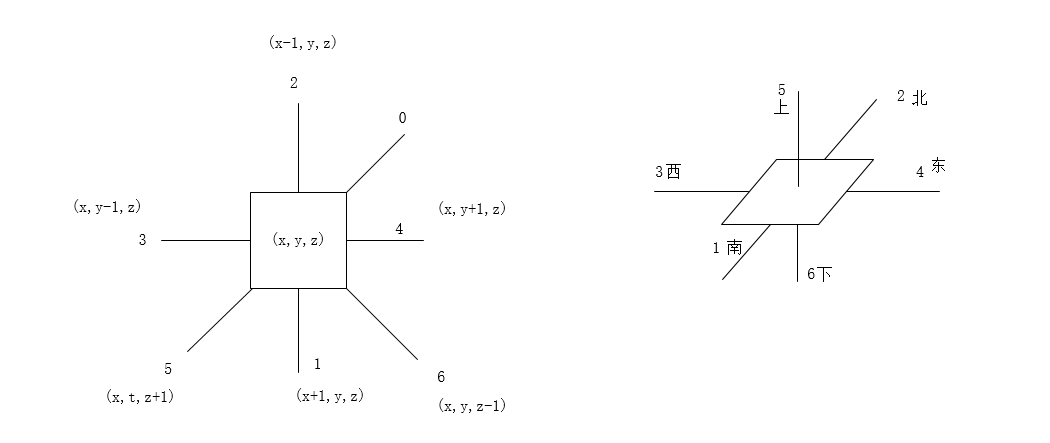 (x-1,y,z)
2
0
(x,y-1,z)
3
(x,y,z)
4
(x,y+1,z)
5
(x,t,z+1)
1
(x+1,y,z)
6
(x,y,z-1)
5
上
2 北
3西
4 东
1 南
6下